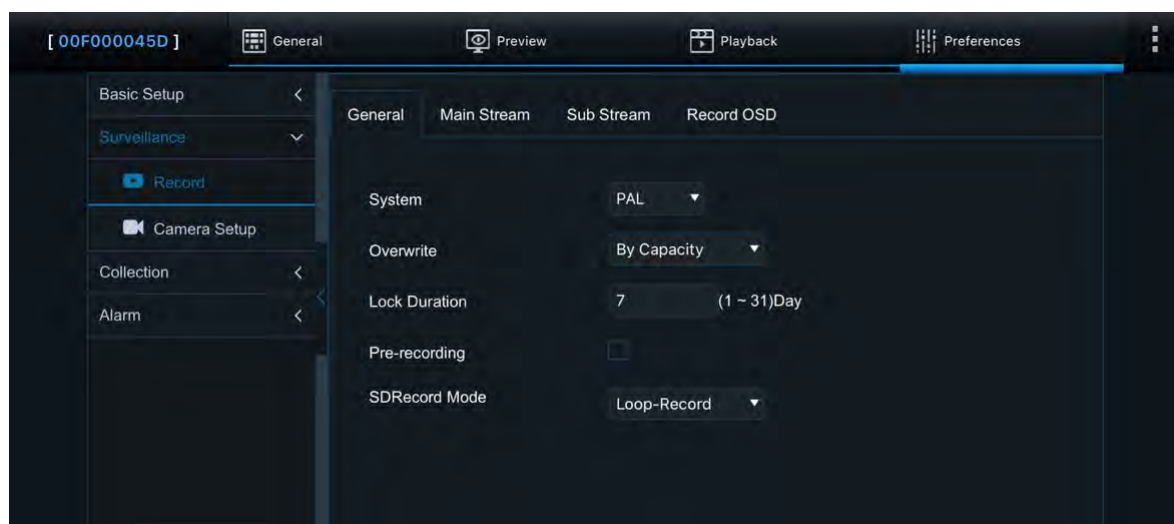 [ 00F000045D ] General Preview Playback Preferences
Basic Setup
General Main Stream Sub Stream Record OSD
Surveillance
Record
Camera Setup
Collection
Alarm
System PAL
Overwrite By Capacity
Lock Duration 7 (1 ~ 31)Day
Pre-recording
SDRecord Mode Loop-Record